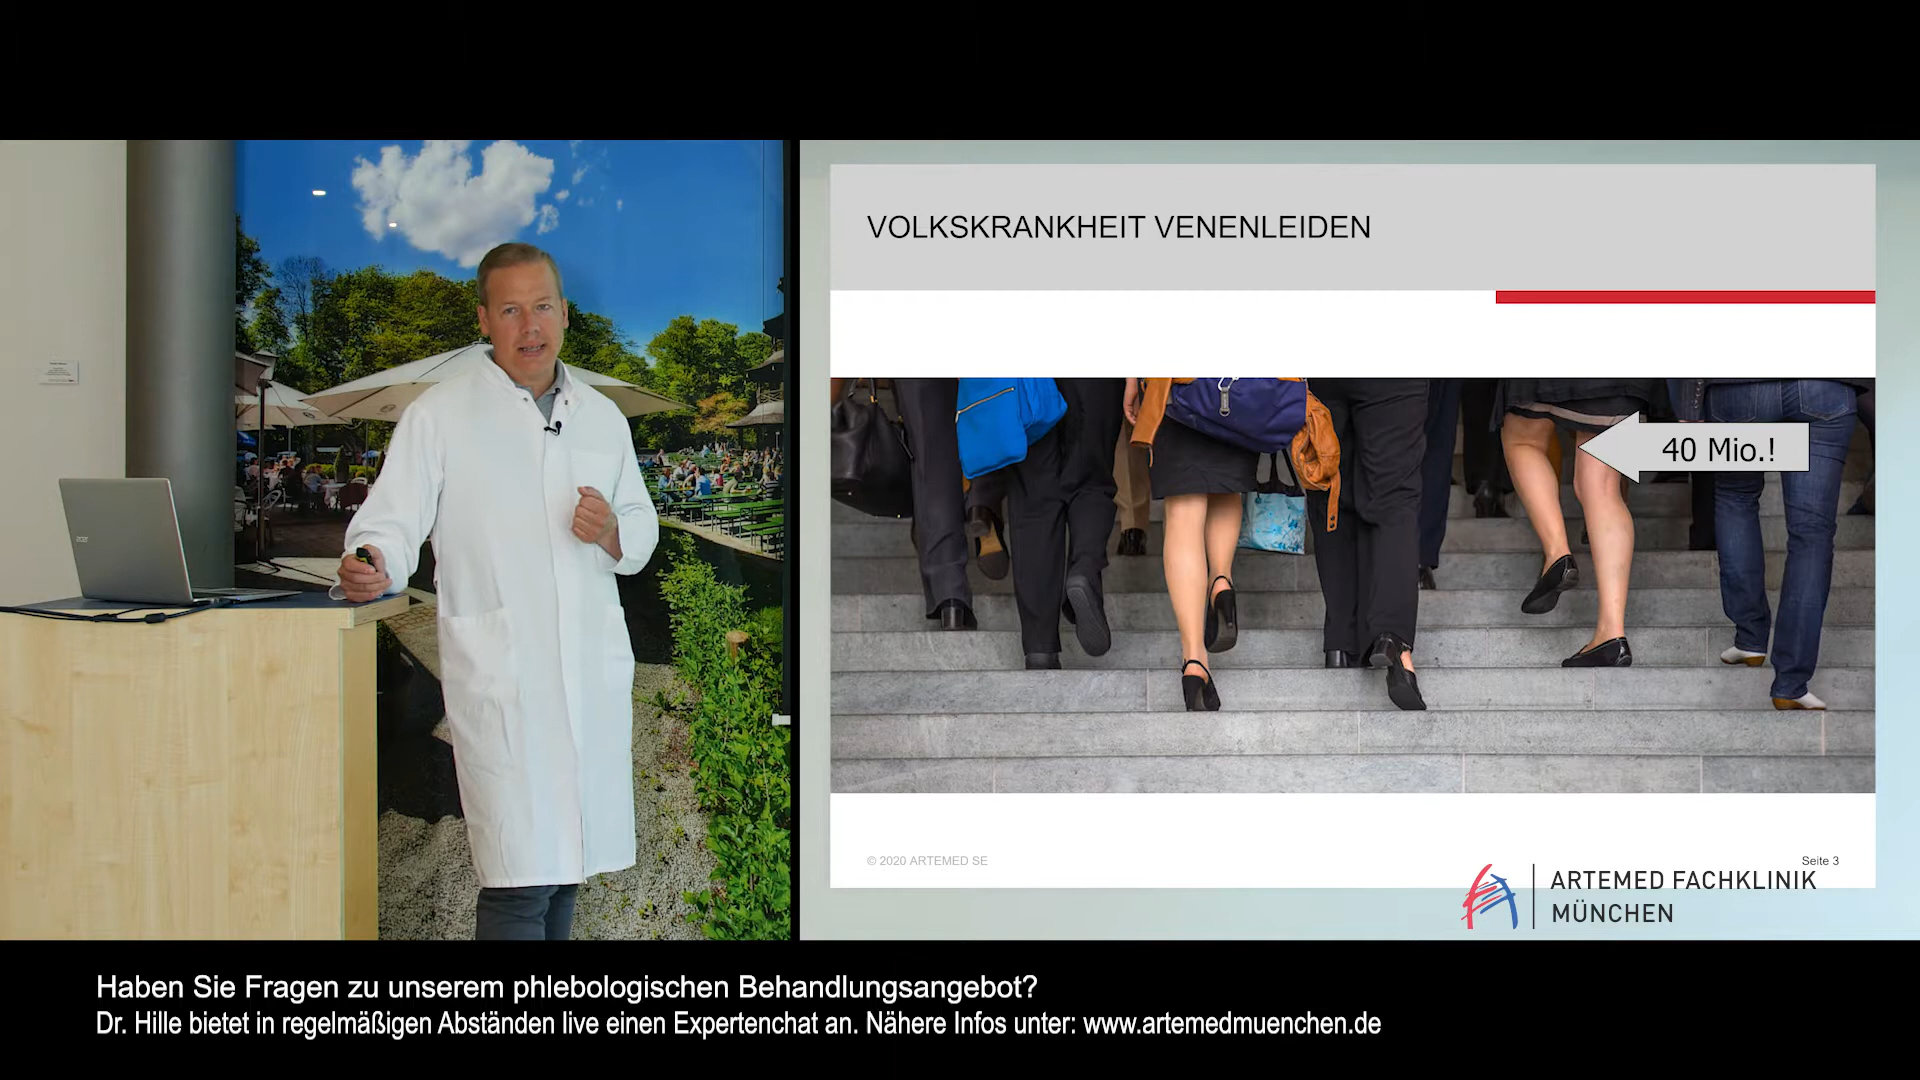 VOLKSKRANKHEIT VENENLEIDEN
40 Mio.!
© 2020 ARTEMED SE
Seite 3
ARTEMED FACHKLINIK
MÜNCHEN
Haben Sie Fragen zu unserem phlebologischen Behandlungsangebot?
Dr. Hille bietet in regelmäßigen Abständen live einen Expertenchat an. Nähere Infos unter: www.artemedmuenchen.de